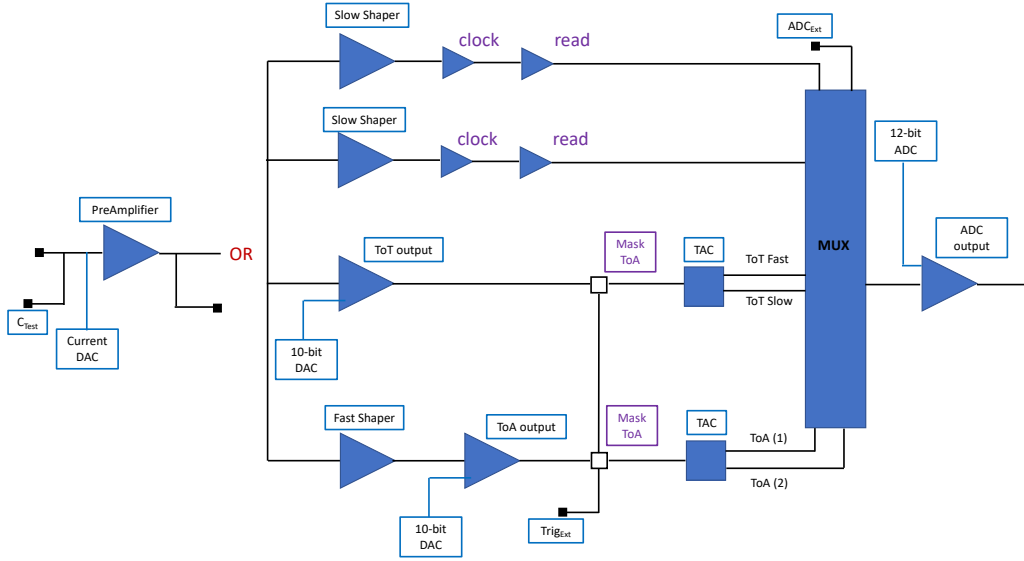 Slow Shaper
clock
read
ADCExt
Slow Shaper
clock
read
12-bit
ADC
PreAmplifier
OR
ToT output
Mask
ToA
TAC
ToT Fast
ToT Slow
MUX
ADC
output
CTest
Current
DAC
10-bit
DAC
Fast Shaper
ToA output
Mask
ToA
TAC
ToA (1)
ToA (2)
10-bit
DAC
TrigExt